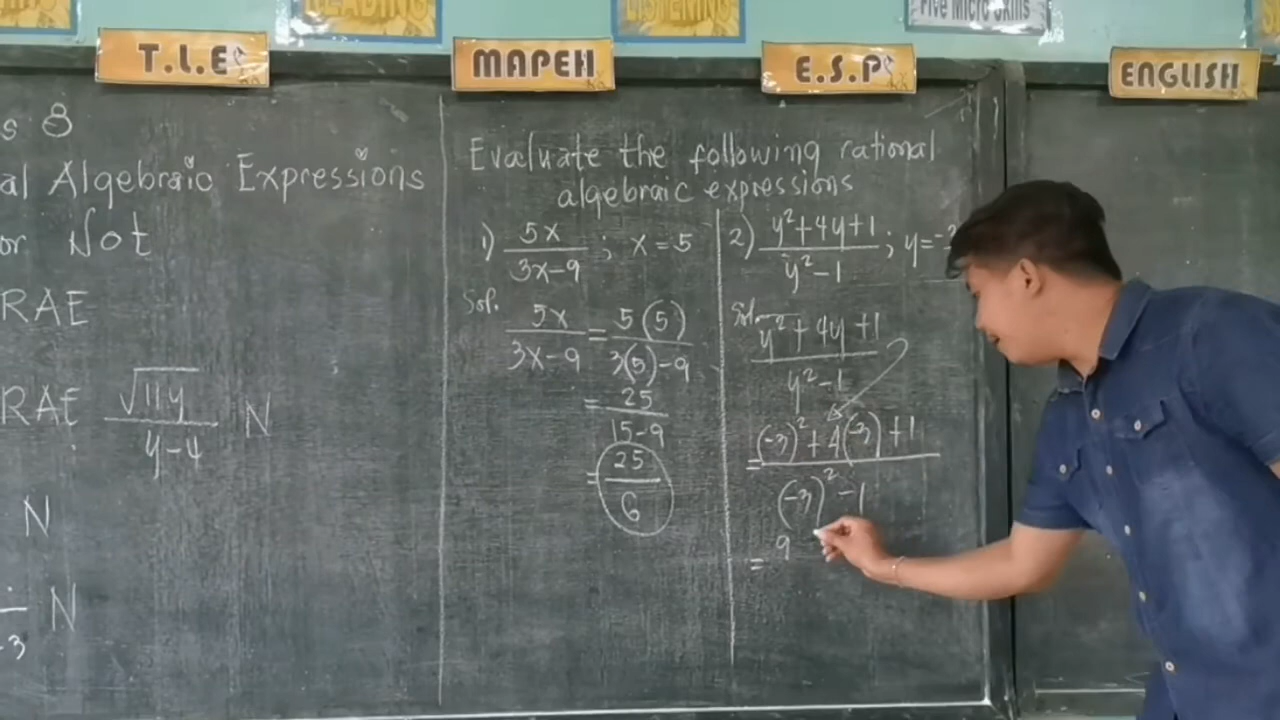 READING
LISTENING
Five Micro Skills
T.L.E
MAPEH
E.S.P
ENGLISH
s 8
al Algebraic Expressions
or Not
RAE
RAE √11y / y-4 N
N
-3 N
Evaluate the following rational
algebraic expressions
1) 5x / 3x-9 ; x=5
Sol.
5x / 3x-9 = 5(5) / 3(5)-9
= 25 / 15-9
= 25 / 6
2) y²+4y+1 / y²-1 ; y=-3
Sol.
y²+4y+1 / y²-1
= (-3)²+4(-3)+1 / (-3)²-1
= 9